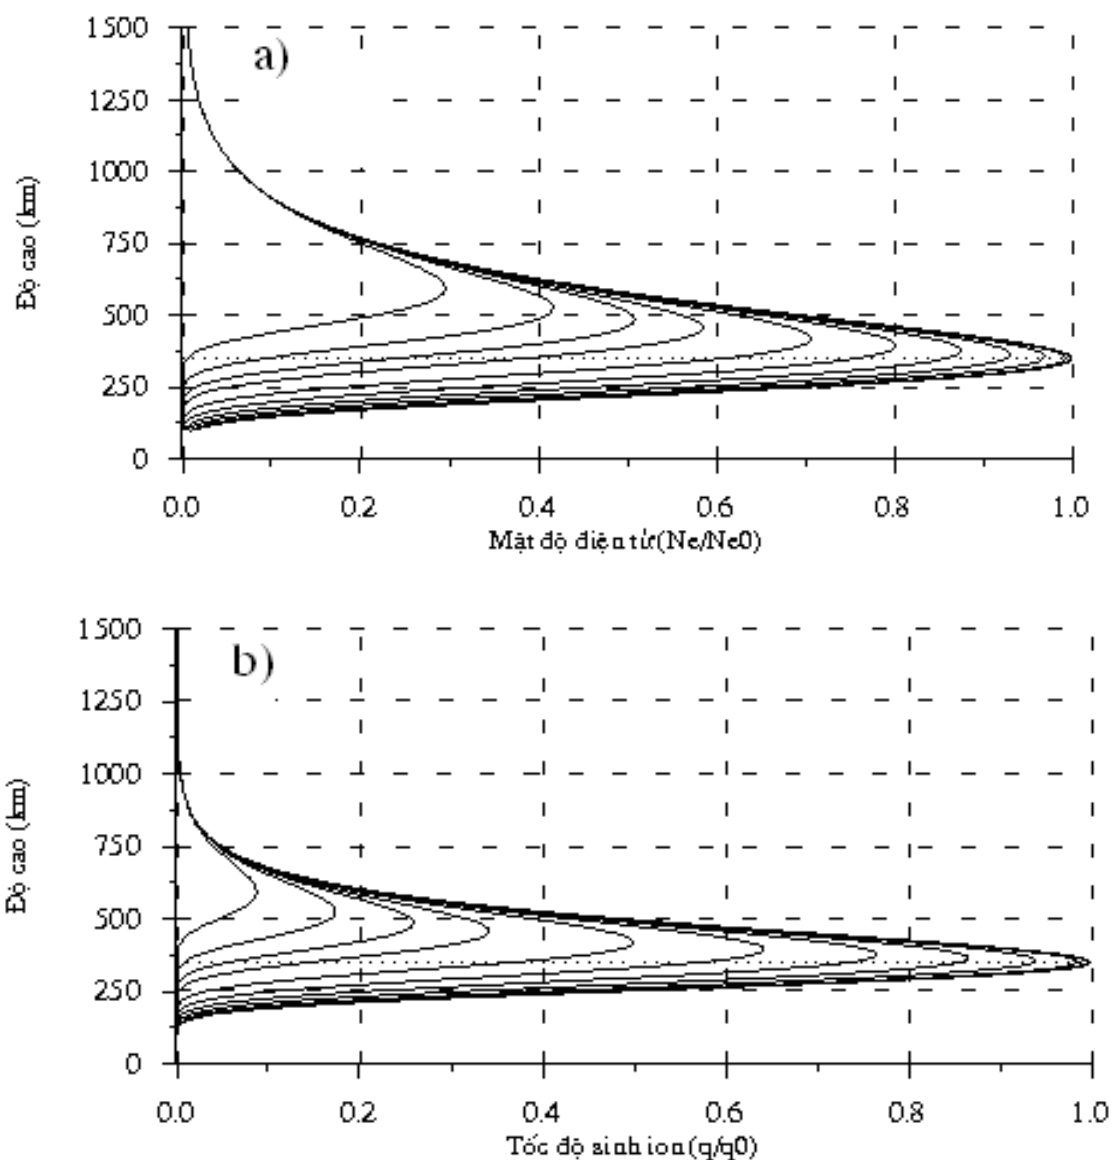 a)
1500
1250
1000
750
500
250
0
Độ cao (km)
0.0 0.2 0.4 0.6 0.8 1.0
Mật độ điện tử (Ne/Ne0)
b)
1500
1250
1000
750
500
250
0
Độ cao (km)
0.0 0.2 0.4 0.6 0.8 1.0
Tốc độ sinh ion (q/q0)